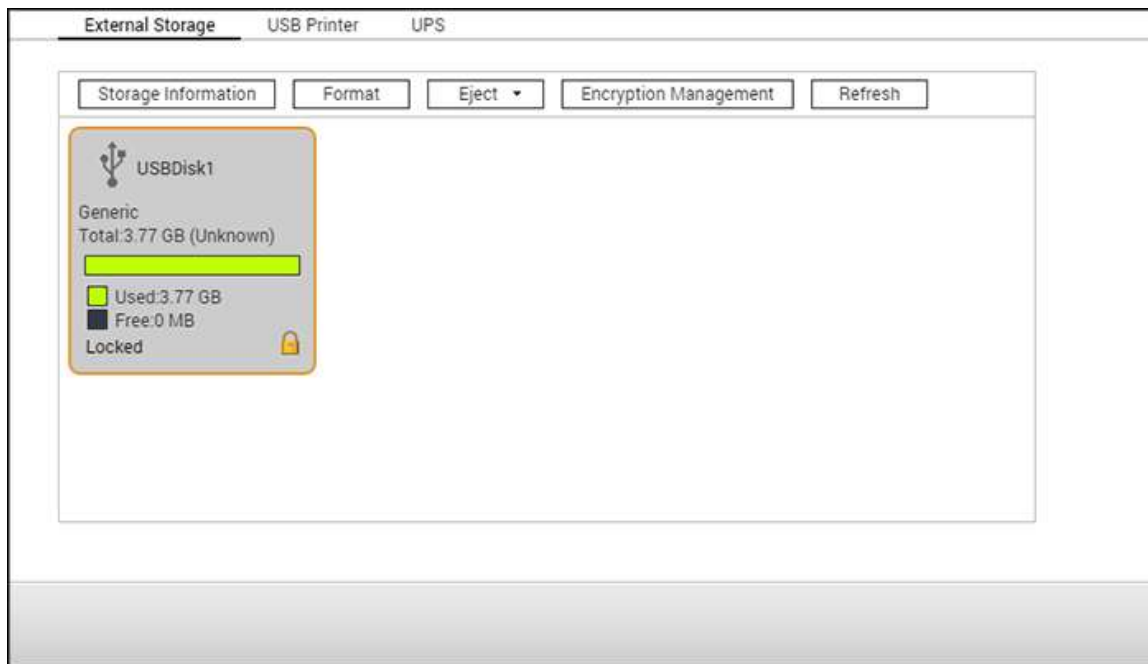 External Storage USB Printer UPS
Storage Information Format Eject Encryption Management Refresh
USBDisk1
Generic
Total:3.77 GB (Unknown)
Used:3.77 GB
Free:0 MB
Locked